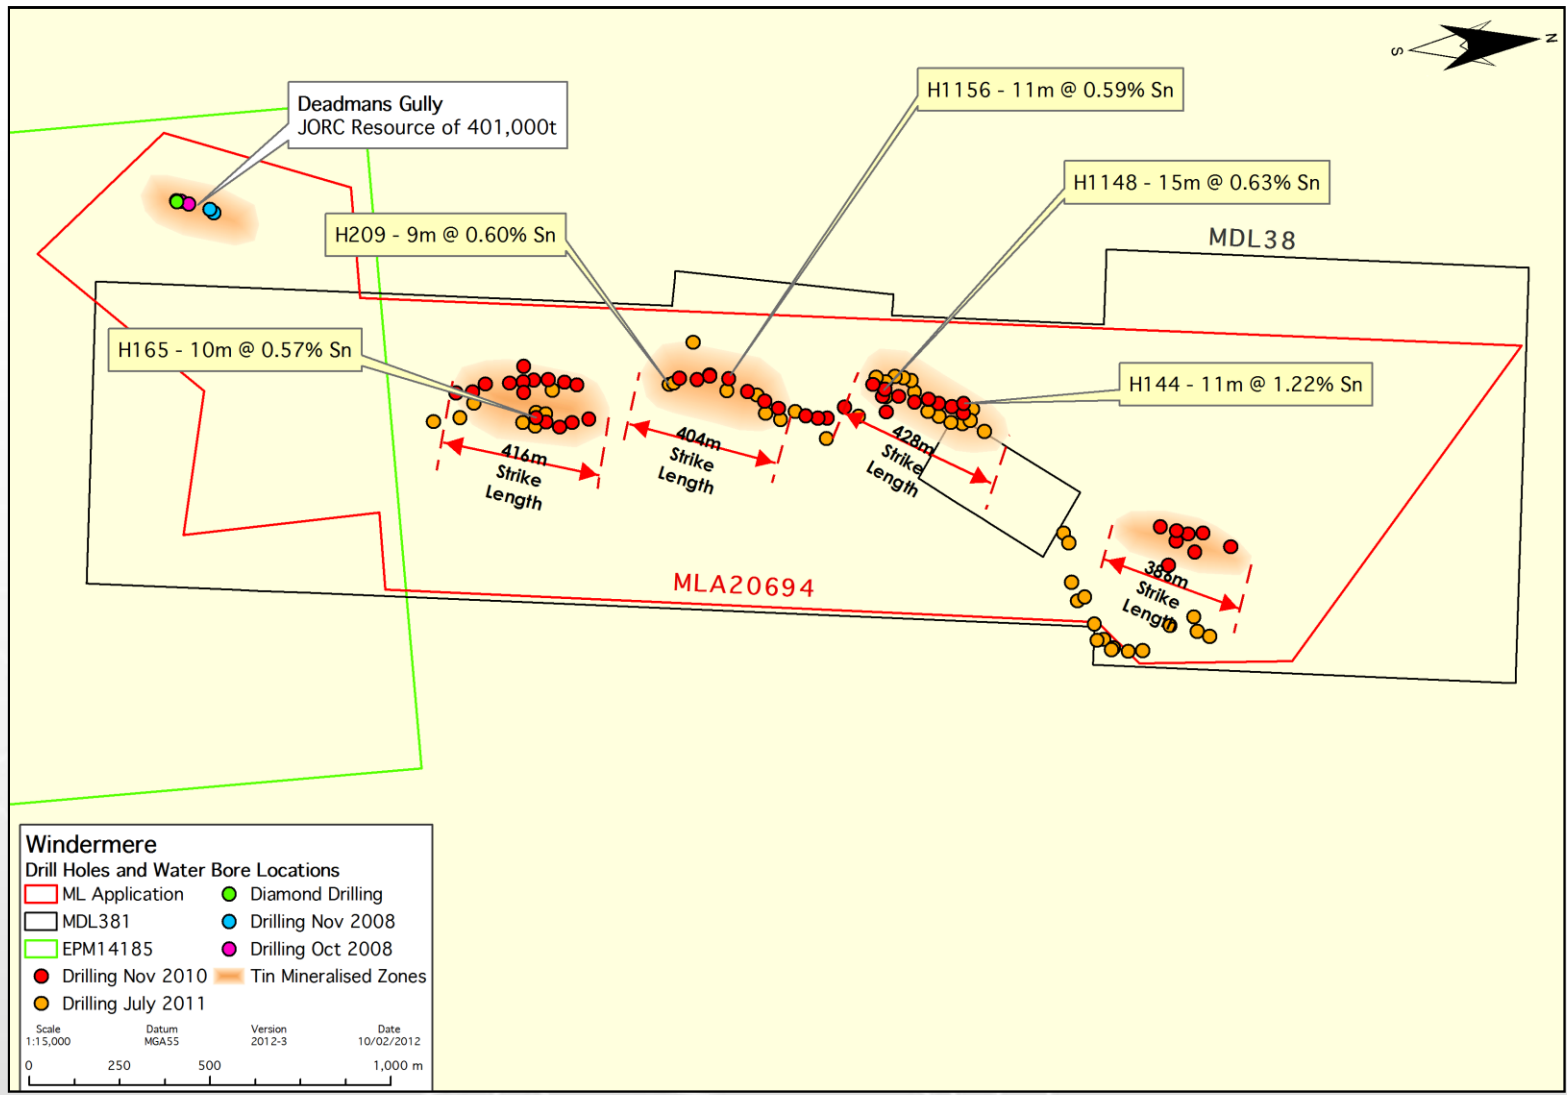 S
N
H1156 - 11m @ 0.59% Sn
Deadmans Gully
JORC Resource of 401,000t
H1148 - 15m @ 0.63% Sn
H209 - 9m @ 0.60% Sn
MDL38
H165 - 10m @ 0.57% Sn
H144 - 11m @ 1.22% Sn
416m
Strike
Length
404m
Strike
Length
428m
Strike
Length
386m
Strike
Length
MLA20694
Windermere
Drill Holes and Water Bore Locations
ML Application
Diamond Drilling
MDL381
Drilling Nov 2008
EPM14185
Drilling Oct 2008
Drilling Nov 2010
Tin Mineralised Zones
Drilling July 2011
Scale Datum Version Date
1:15,000 MGA55 2012-3 10/02/2012
0 250 500 1,000 m